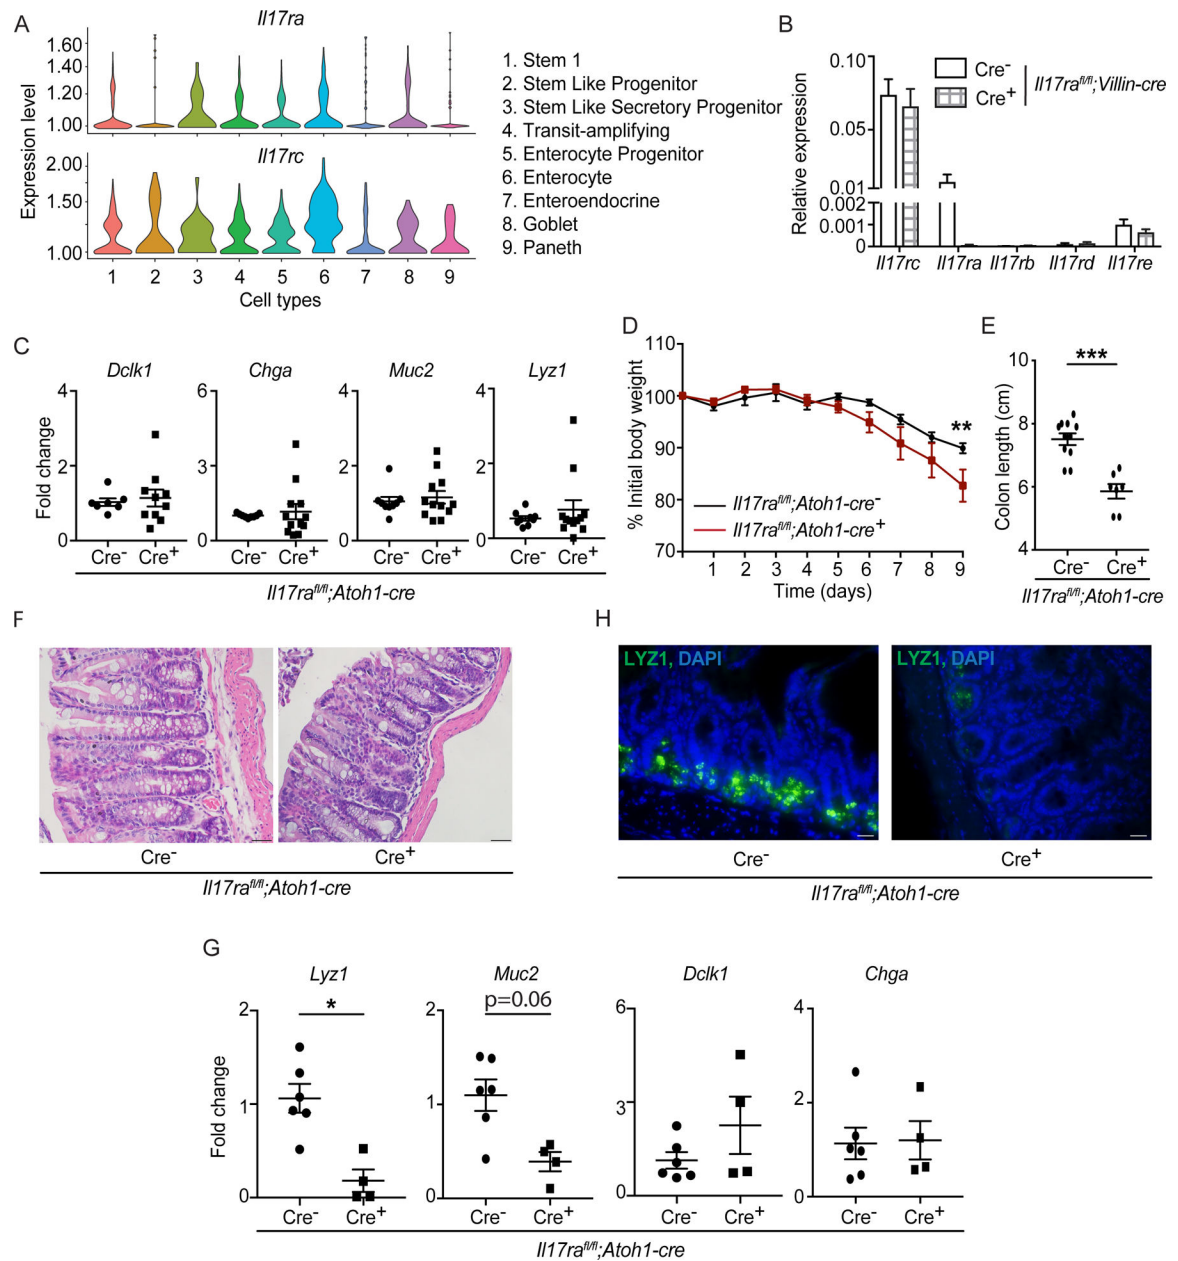 A
Il17ra
Expression level
1.60
1.20
1.00
Il17rc
2.00
1.50
1.00
1 2 3 4 5 6 7 8 9
Cell types
1. Stem 1
2. Stem Like Progenitor
3. Stem Like Secretory Progenitor
4. Transit-amplifying
5. Enterocyte Progenitor
6. Enterocyte
7. Enteroendocrine
8. Goblet
9. Paneth
B
Relative expression
0.10
0.05
0.01
0.002
0.001
0
Cre-
Cre+
Il17rafl/fl;Villin-cre
Il17rc Il17ra Il17rb Il17rd Il17re
C
Fold change
Dclk1
4
2
0
Cre- Cre+
Chga
6
3
0
Cre- Cre+
Muc2
4
2
0
Cre- Cre+
Lyz1
4
2
0
Cre- Cre+
Il17rafl/fl;Atoh1-cre
D
% Initial body weight
110
100
90
80
70
**
Il17rafl/fl;Atoh1-cre-
Il17rafl/fl;Atoh1-cre+
1 2 3 4 5 6 7 8 9
Time (days)
E
Colon length (cm)
10
8
6
4
***
Cre- Cre+
Il17rafl/fl;Atoh1-cre
F
Cre- Cre+
Il17rafl/fl;Atoh1-cre
H
LYZ1, DAPI
LYZ1, DAPI
Cre- Cre+
Il17rafl/fl;Atoh1-cre
G
Fold change
Lyz1
2
1
0
*
Cre- Cre+
Muc2
p=0.06
2
1
0
Cre- Cre+
Dclk1
6
3
0
Cre- Cre+
Chga
4
2
0
Cre- Cre+
Il17rafl/fl;Atoh1-cre